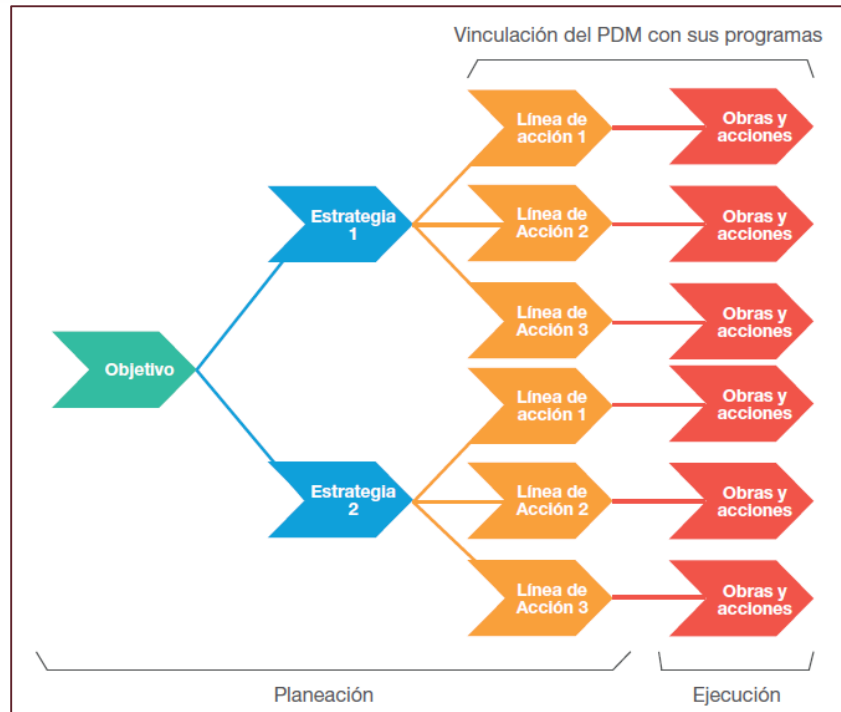 Vinculación del PDM con sus programas
Línea de
acción 1
Obras y
acciones
Estrategia
1
Línea de
Acción 2
Obras y
acciones
Línea de
Acción 3
Obras y
acciones
Objetivo
Línea de
acción 1
Obras y
acciones
Estrategia
2
Línea de
Acción 2
Obras y
acciones
Línea de
Acción 3
Obras y
acciones
Planeación
Ejecución